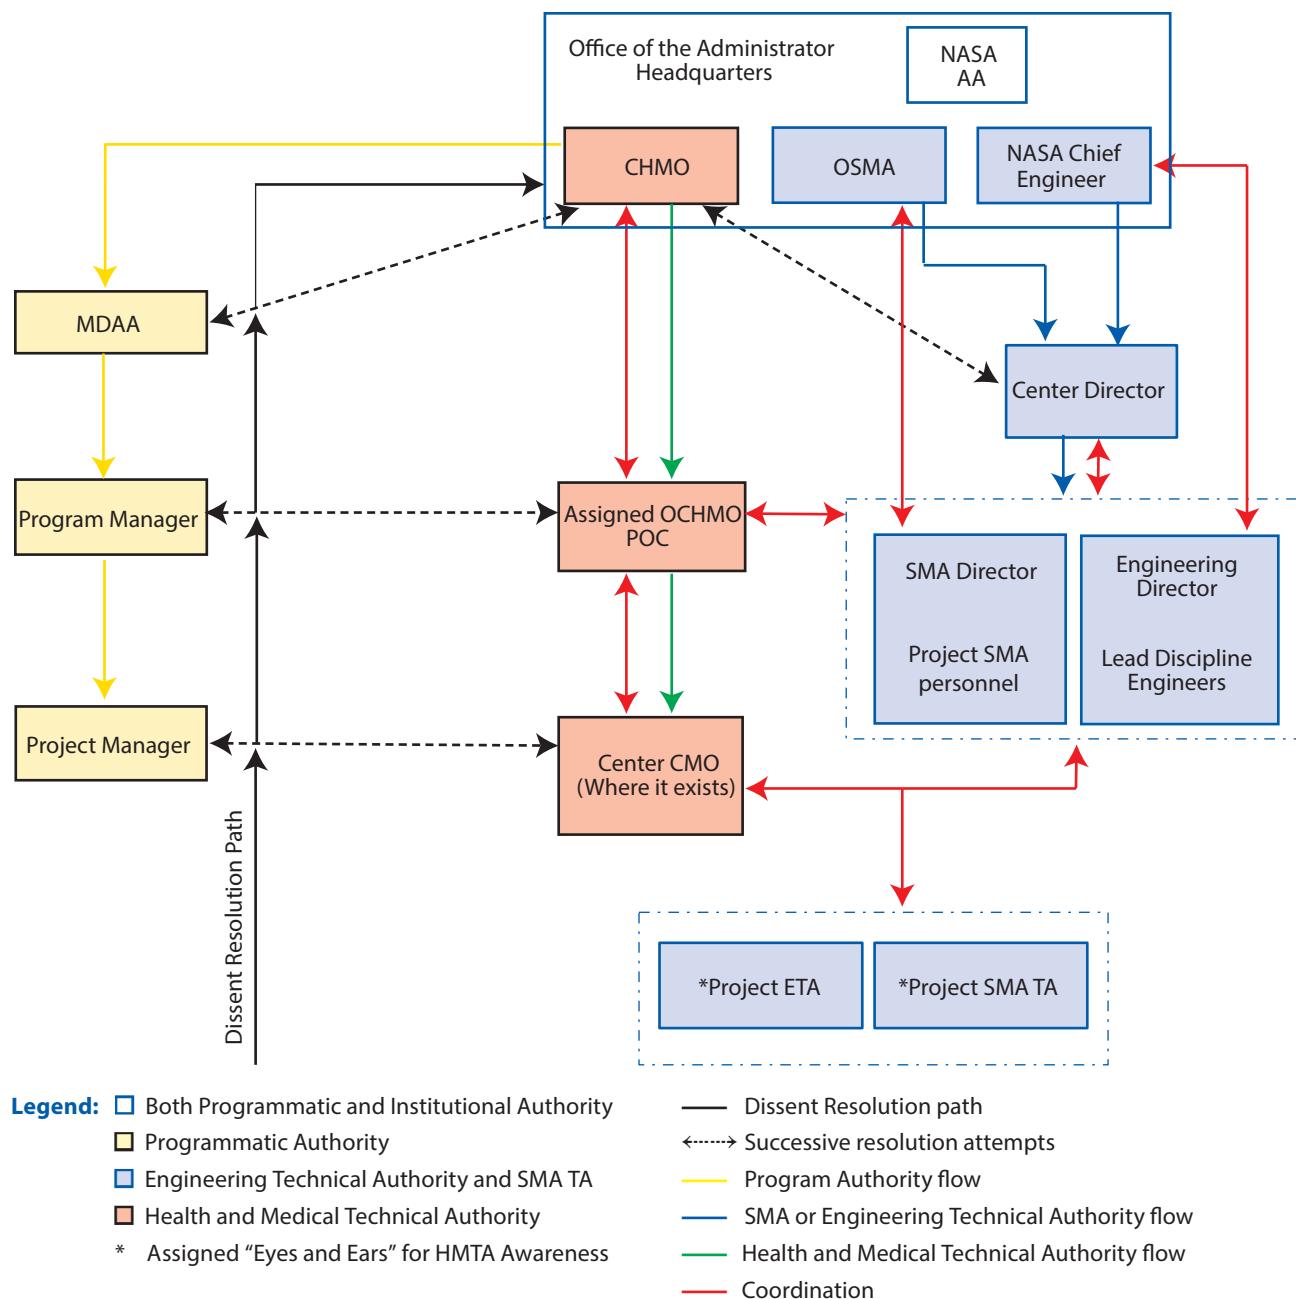 Office of the Administrator
Headquarters
NASA
AA
CHMO
OSMA
NASA Chief
Engineer
MDAA
Center Director
Program Manager
Assigned OCHMO
POC
SMA Director
Project SMA
personnel
Engineering
Director
Lead Discipline
Engineers
Project Manager
Center CMO
(Where it exists)
Dissent Resolution Path
*Project ETA
*Project SMA TA
Legend:
Both Programmatic and Institutional Authority
Programmatic Authority
Engineering Technical Authority and SMA TA
Health and Medical Technical Authority
* Assigned “Eyes and Ears” for HMTA Awareness
Dissent Resolution path
Successive resolution attempts
Program Authority flow
SMA or Engineering Technical Authority flow
Health and Medical Technical Authority flow
Coordination